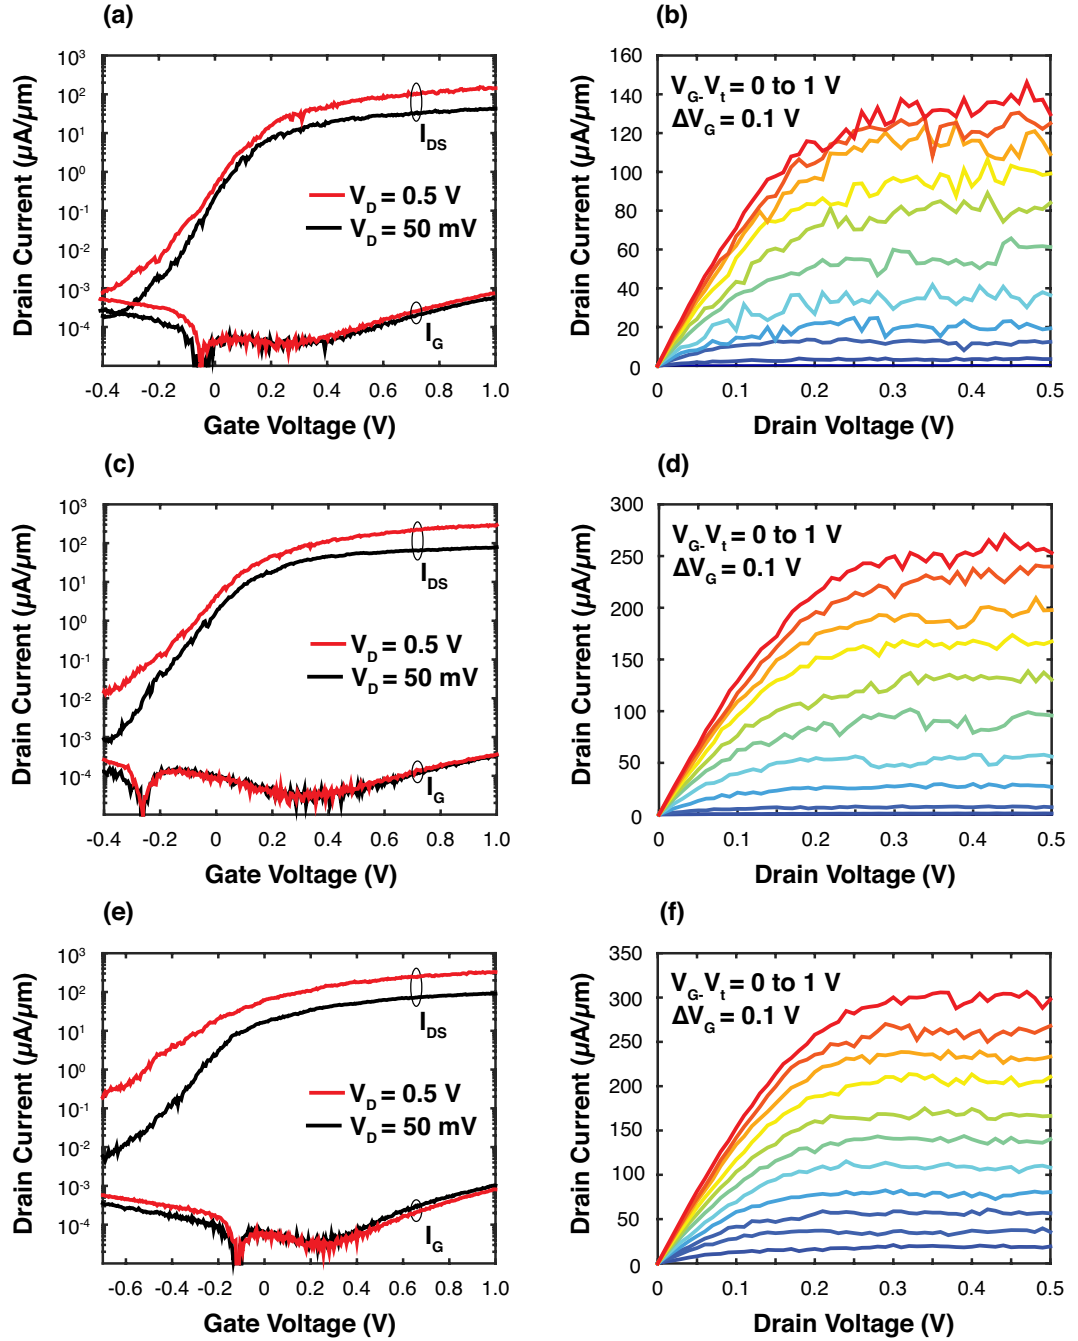 (a)
10³
10²
10¹
10⁰
10⁻¹
10⁻²
10⁻³
10⁻⁴
Drain Current (µA/µm)
I_DS
V_D = 0.5 V
V_D = 50 mV
I_G
-0.4 -0.2 0 0.2 0.4 0.6 0.8 1.0
Gate Voltage (V)
(b)
160
140
120
100
80
60
40
20
0
Drain Current (µA/µm)
V_G- V_t = 0 to 1 V
ΔV_G = 0.1 V
0 0.1 0.2 0.3 0.4 0.5
Drain Voltage (V)
(c)
10³
10²
10¹
10⁰
10⁻¹
10⁻²
10⁻³
10⁻⁴
Drain Current (µA/µm)
I_DS
V_D = 0.5 V
V_D = 50 mV
I_G
-0.4 -0.2 0 0.2 0.4 0.6 0.8 1.0
Gate Voltage (V)
(d)
300
250
200
150
100
50
0
Drain Current (µA/µm)
V_G- V_t = 0 to 1 V
ΔV_G = 0.1 V
0 0.1 0.2 0.3 0.4 0.5
Drain Voltage (V)
(e)
10³
10²
10¹
10⁰
10⁻¹
10⁻²
10⁻³
10⁻⁴
Drain Current (µA/µm)
I_DS
V_D = 0.5 V
V_D = 50 mV
I_G
-0.6 -0.4 -0.2 0 0.2 0.4 0.6 0.8 1.0
Gate Voltage (V)
(f)
350
300
250
200
150
100
50
0
Drain Current (µA/µm)
V_G- V_t = 0 to 1 V
ΔV_G = 0.1 V
0 0.1 0.2 0.3 0.4 0.5
Drain Voltage (V)